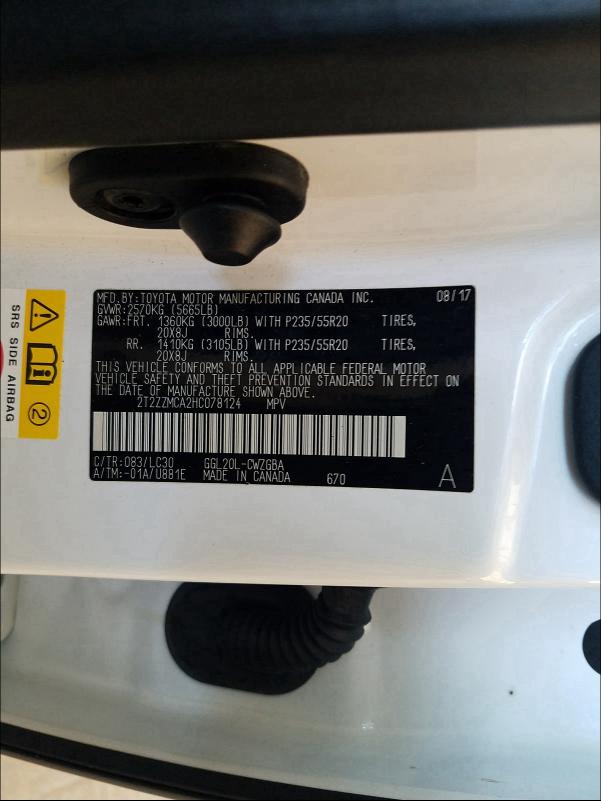 MFD.BY:TOYOTA MOTOR MANUFACTURING CANADA INC. 08/17
GVWR:2570KG (5665LB)
GAWR:FRT. 1360KG (3000LB) WITH P235/55R20 TIRES,
20X8J RIMS.
RR. 1410KG (3105LB) WITH P235/55R20 TIRES,
20X8J RIMS.
THIS VEHICLE CONFORMS TO ALL APPLICABLE FEDERAL MOTOR
VEHICLE SAFETY AND THEFT PREVENTION STANDARDS IN EFFECT ON
THE DATE OF MANUFACTURE SHOWN ABOVE.
2T2ZZMCA2HC078124 MPV
C/TR:083/LC30 GGL20L-CWZGBA
A/TM:-01A/U881E MADE IN CANADA 670 A
SRS SIDE AIRBAG
2